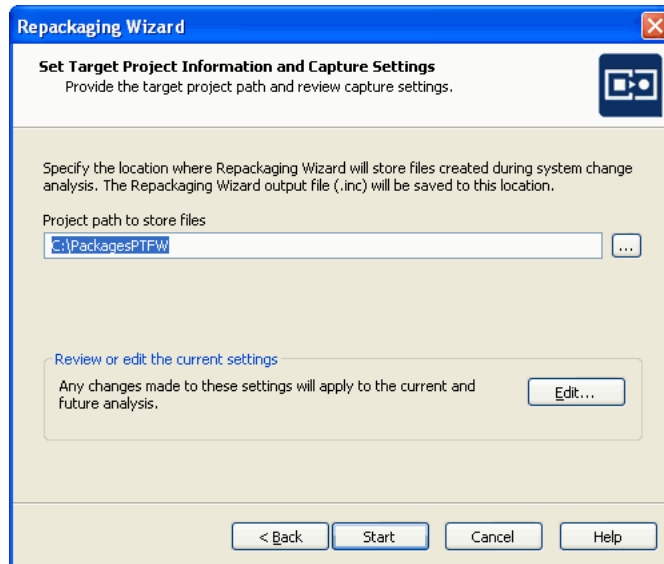 Repackaging Wizard
Set Target Project Information and Capture Settings
Provide the target project path and review capture settings.
Specify the location where Repackaging Wizard will store files created during system change
analysis. The Repackaging Wizard output file (.inc) will be saved to this location.
Project path to store files
C:\PackagesPTFW
...
Review or edit the current settings
Any changes made to these settings will apply to the current and
future analysis.
Edit...
< Back
Start
Cancel
Help